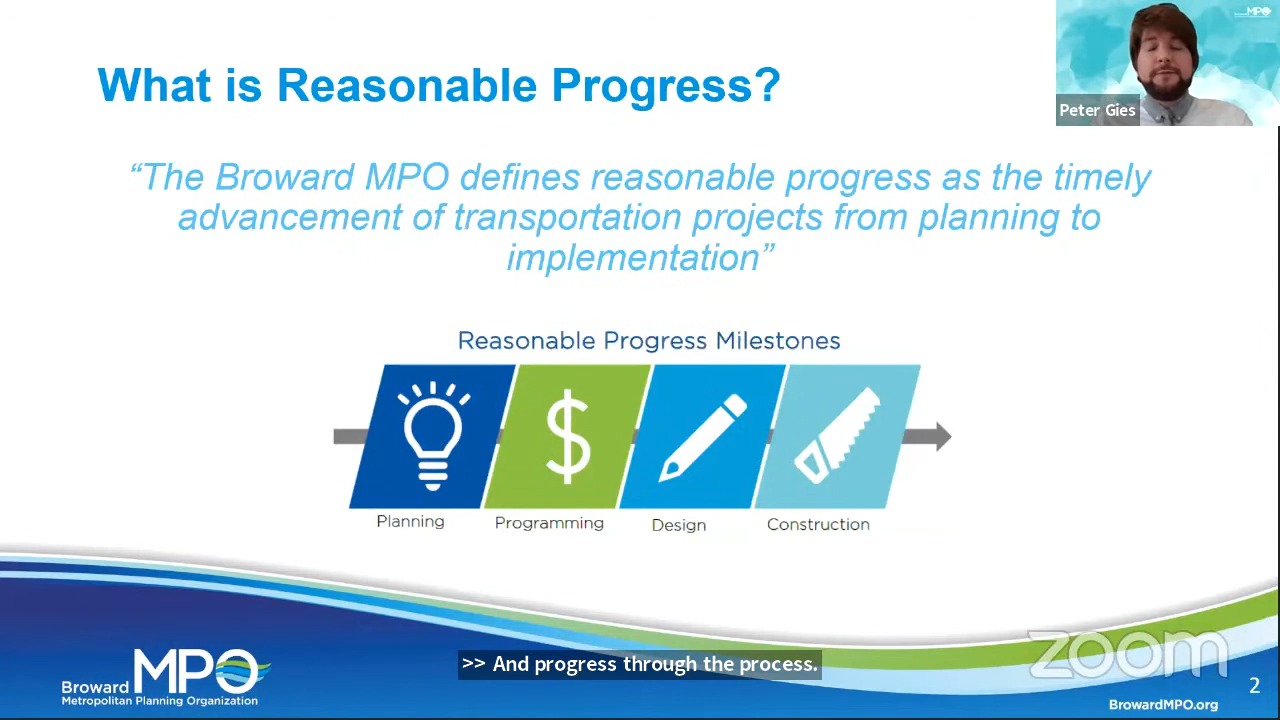 What is Reasonable Progress?
MPO
Peter Gies
“The Broward MPO defines reasonable progress as the timely
advancement of transportation projects from planning to
implementation”
Reasonable Progress Milestones
Planning
Programming
Design
Construction
>> And progress through the process.
zoom
Broward MPO
Metropolitan Planning Organization
2
BrowardMPO.org